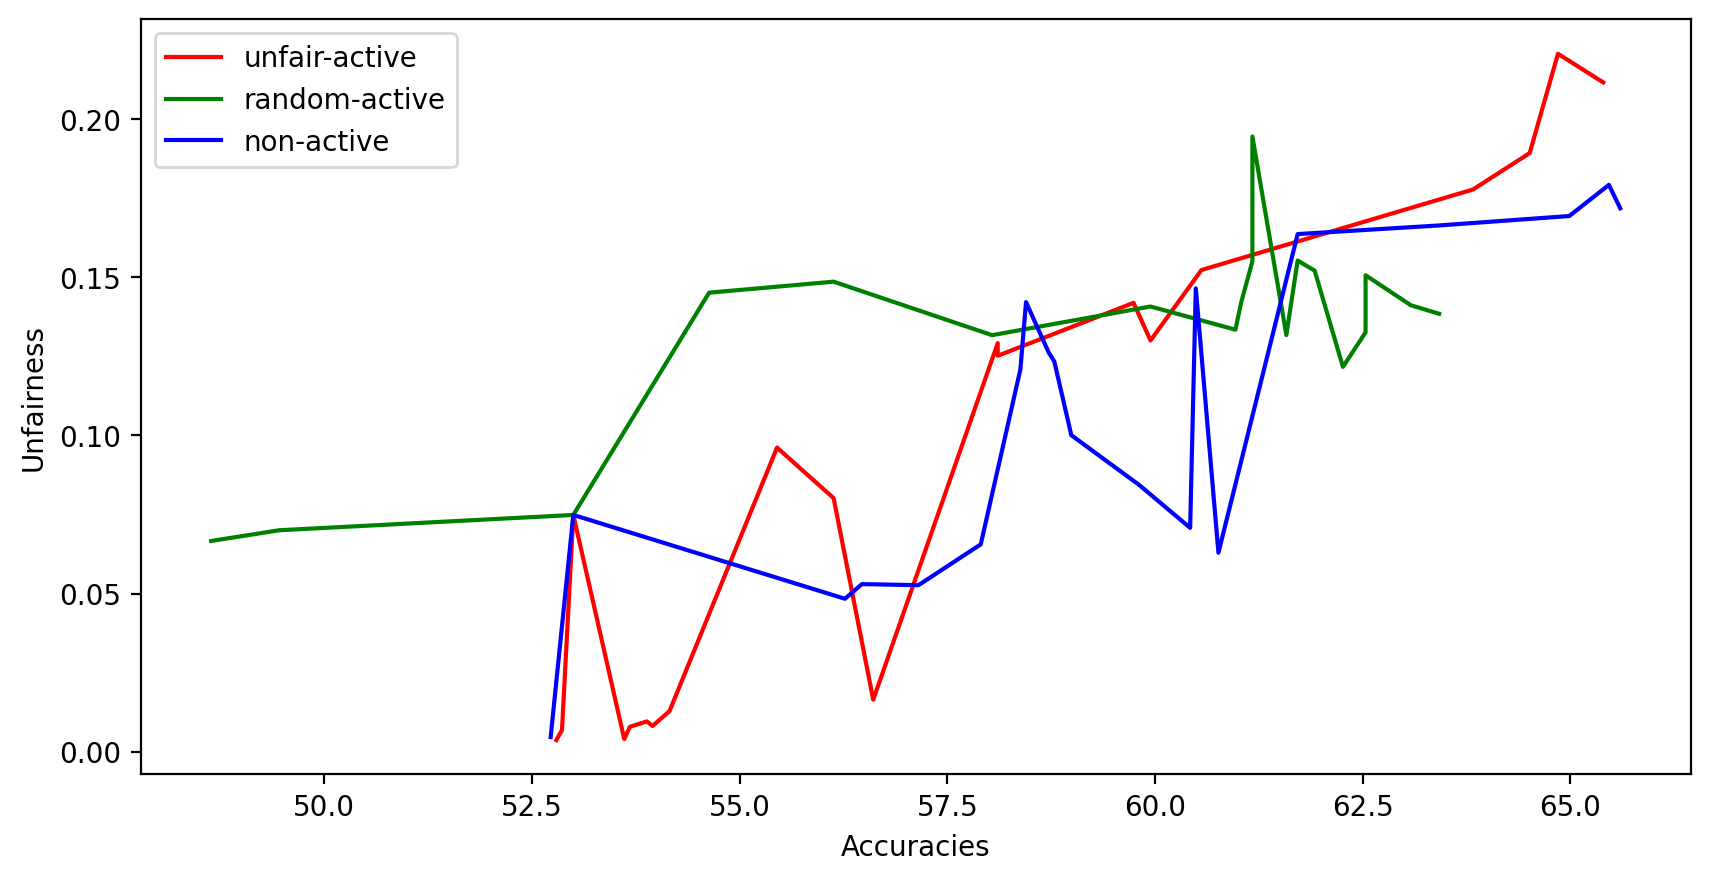 unfair-active
random-active
non-active
0.20
0.15
0.10
0.05
0.00
Unfairness
50.0 52.5 55.0 57.5 60.0 62.5 65.0
Accuracies